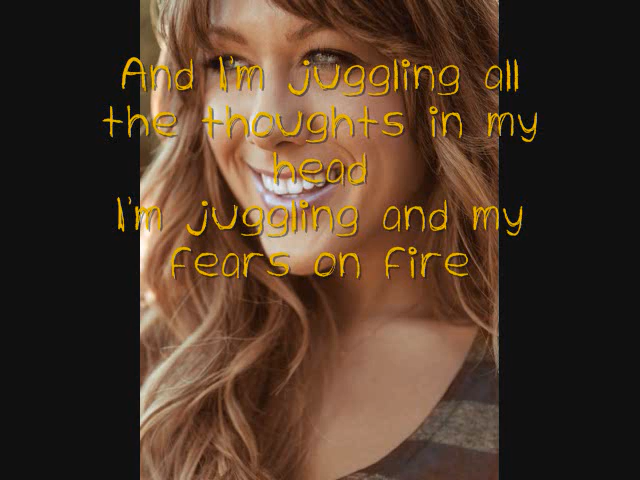 And I'm juggling all
the thoughts in my
head
I'm juggling and my
fears on fire